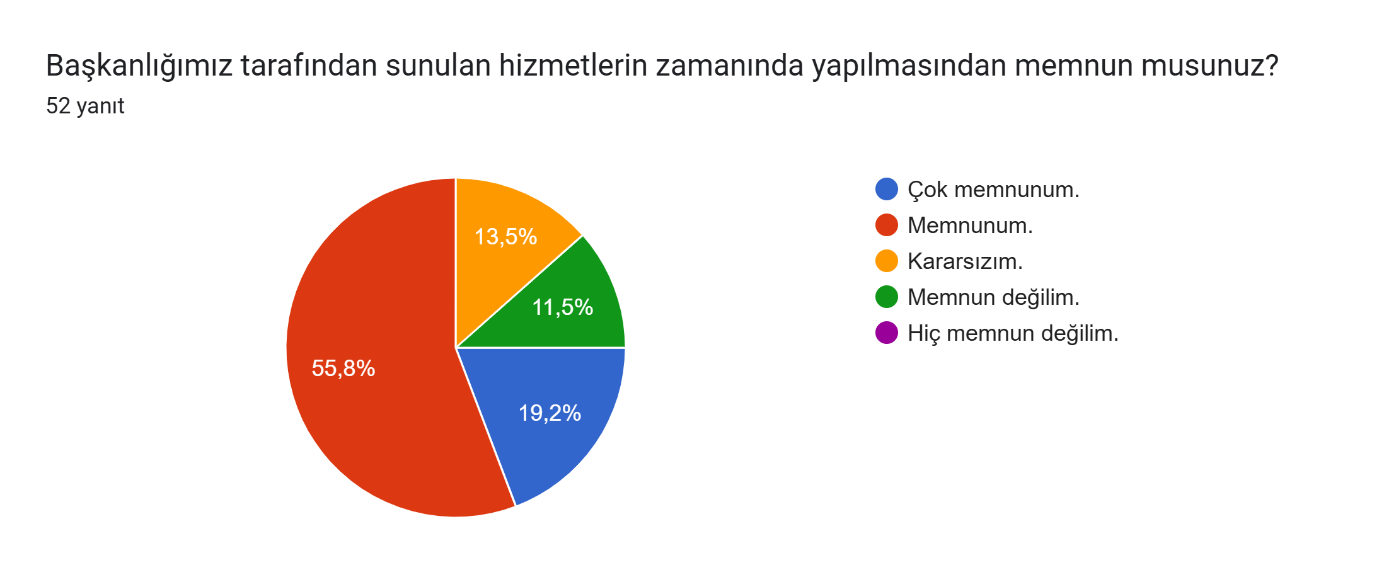 Başkanlığımız tarafından sunulan hizmetlerin zamanında yapılmasından memnun musunuz?
52 yanıt
13,5%
11,5%
55,8%
19,2%
Çok memnunum.
Memnunum.
Kararsızım.
Memnun değilim.
Hiç memnun değilim.